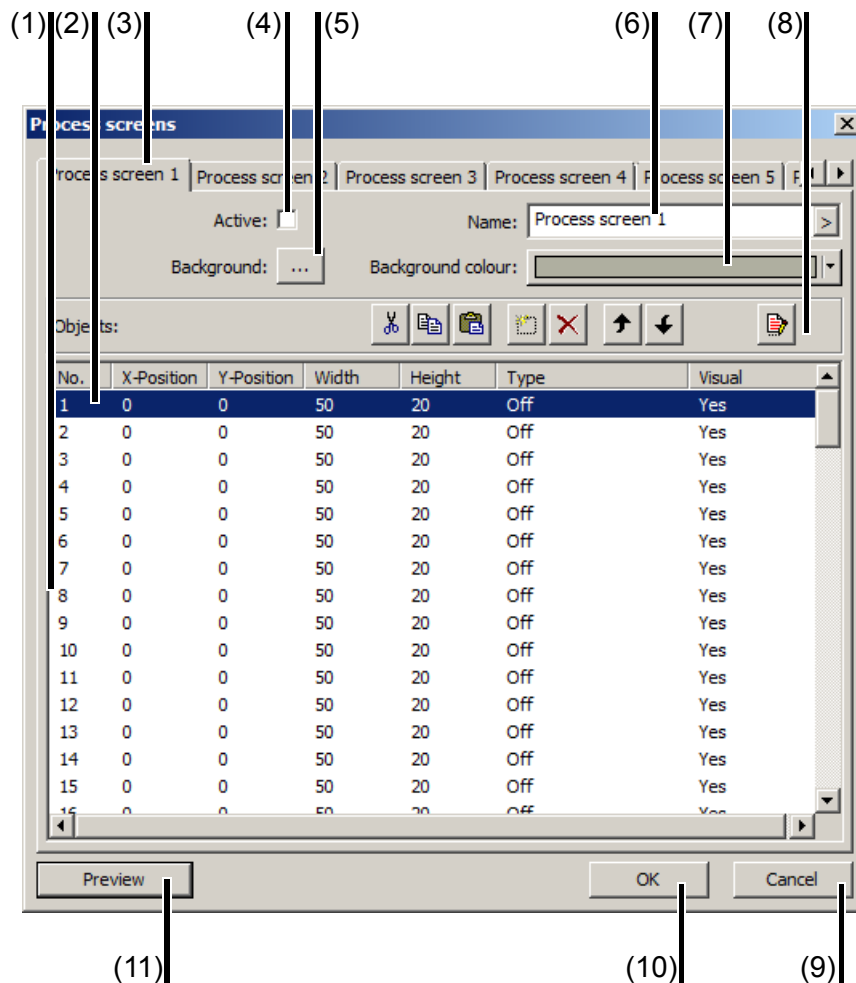 (1) (2) (3) (4) (5) (6) (7) (8)
Process screens
Process screen 1 Process screen 2 Process screen 3 Process screen 4 Process screen 5 P
Active: Name: Process screen 1 >
Background: ... Background colour:
Objects:
No. X-Position Y-Position Width Height Type Visual
1 0 0 50 20 Off Yes
2 0 0 50 20 Off Yes
3 0 0 50 20 Off Yes
4 0 0 50 20 Off Yes
5 0 0 50 20 Off Yes
6 0 0 50 20 Off Yes
7 0 0 50 20 Off Yes
8 0 0 50 20 Off Yes
9 0 0 50 20 Off Yes
10 0 0 50 20 Off Yes
11 0 0 50 20 Off Yes
12 0 0 50 20 Off Yes
13 0 0 50 20 Off Yes
14 0 0 50 20 Off Yes
15 0 0 50 20 Off Yes
16 0 0 50 20 Off Yes
Preview OK Cancel
(11) (10) (9)